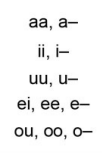 aa, a–
ii, i–
uu, u–
ei, ee, e–
ou, oo, o–